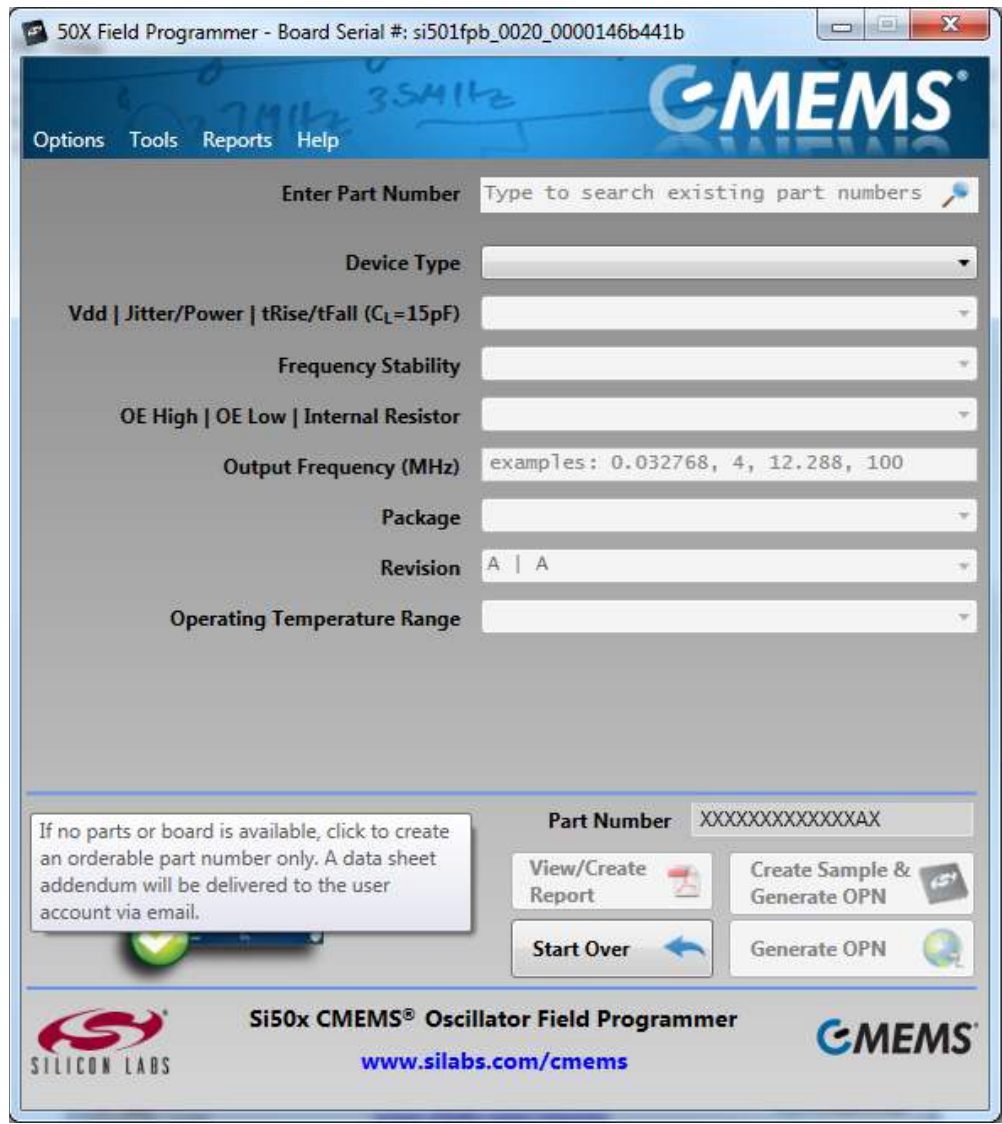 50X Field Programmer - Board Serial #: si501fpb_0020_0000146b441b
35MHz
CMEMS®
Options Tools Reports Help
Enter Part Number Type to search existing part numbers
Device Type
Vdd | Jitter/Power | tRise/tFall (CL=15pF)
Frequency Stability
OE High | OE Low | Internal Resistor
Output Frequency (MHz) examples: 0.032768, 4, 12.288, 100
Package
Revision A | A
Operating Temperature Range
If no parts or board is available, click to create
an orderable part number only. A data sheet
addendum will be delivered to the user
account via email.
Part Number XXXXXXXXXXXXXAX
View/Create
Report
Create Sample &
Generate OPN
Start Over
Generate OPN
SILICON LABS
Si50x CMEMS® Oscillator Field Programmer
www.silabs.com/cmems
CMEMS